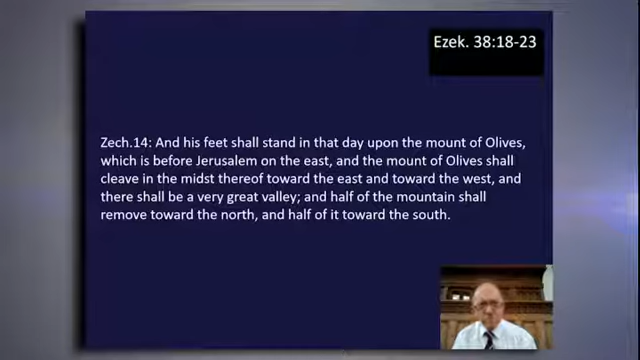 Ezek. 38:18-23
Zech.14: And his feet shall stand in that day upon the mount of Olives,
which is before Jerusalem on the east, and the mount of Olives shall
cleave in the midst thereof toward the east and toward the west, and
there shall be a very great valley; and half of the mountain shall
remove toward the north, and half of it toward the south.